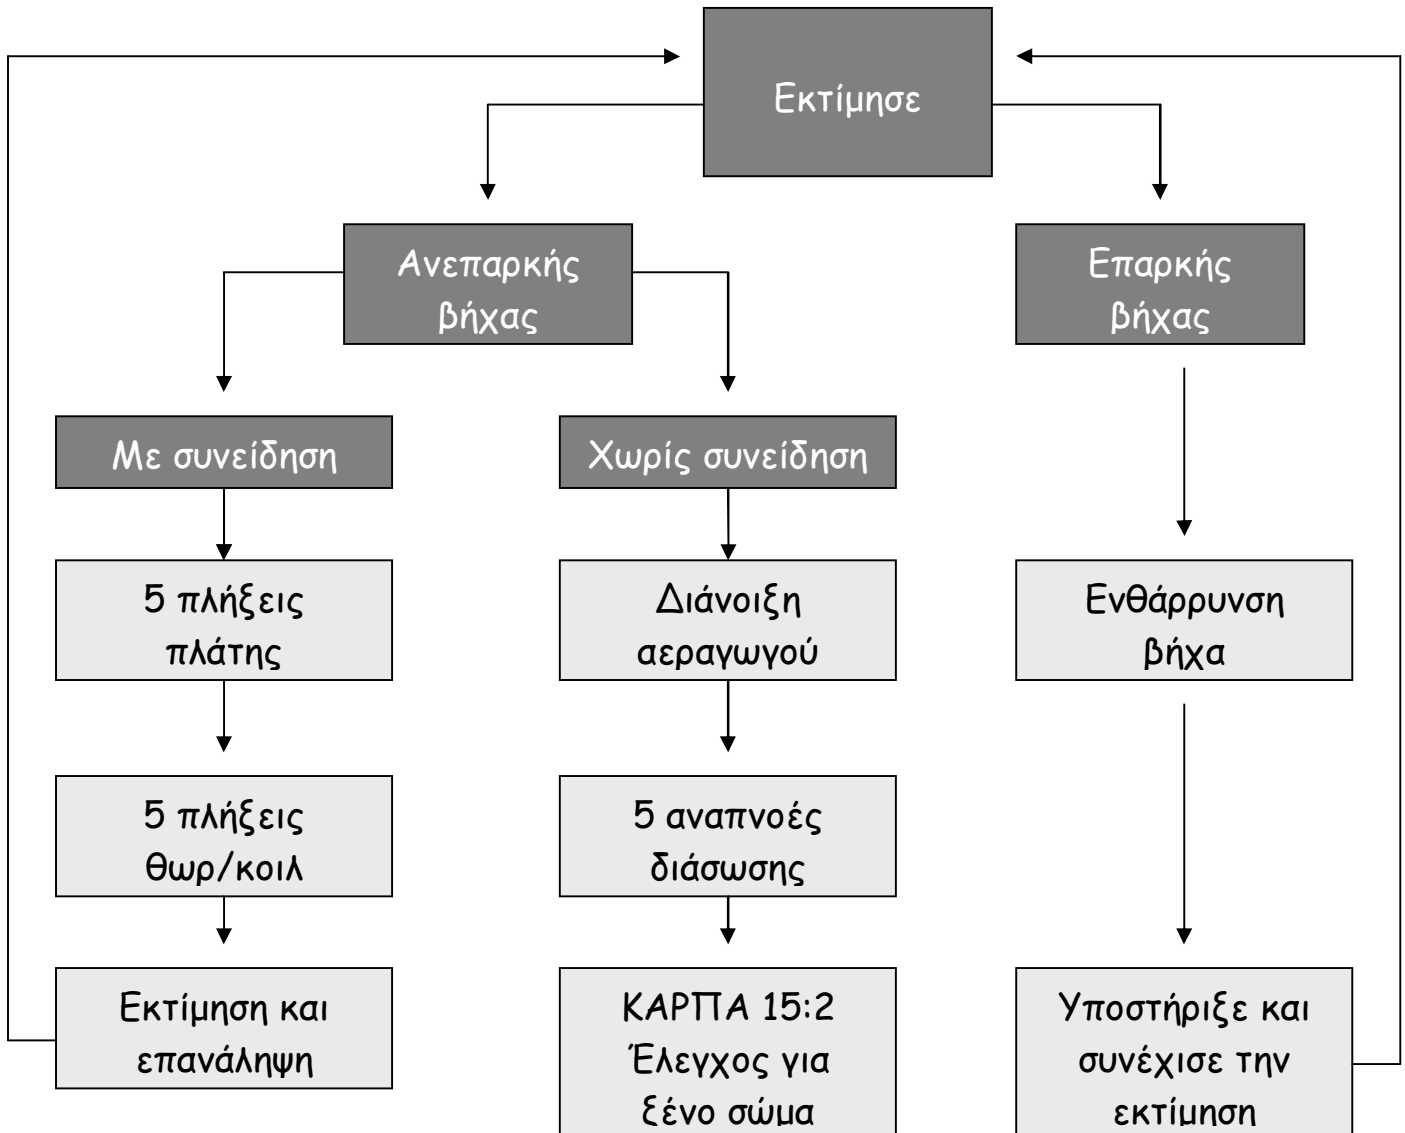 Εκτίμησε
Ανεπαρκής
βήχας
Επαρκής
βήχας
Με συνείδηση
Χωρίς συνείδηση
5 πλήξεις
πλάτης
Διάνοιξη
αεραγωγού
Ενθάρρυνση
βήχα
5 πλήξεις
θωρ/κοιλ
5 αναπνοές
διάσωσης
Εκτίμηση και
επανάληψη
ΚΑΡΠΑ 15:2
Έλεγχος για
ξένο σώμα
Υποστήριξε και
συνέχισε την
εκτίμηση